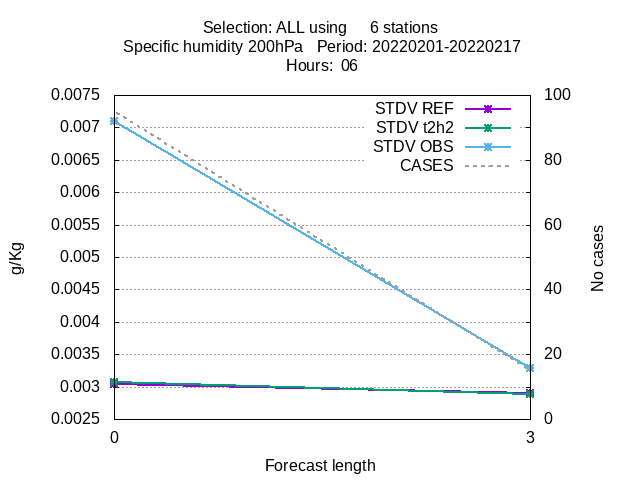 Selection: ALL using 6 stations
Specific humidity 200hPa Period: 20220201-20220217
Hours: 06
0.0075
0.007
0.0065
0.006
0.0055
0.005
0.0045
0.004
0.0035
0.003
0.0025
g/Kg
STDV REF
STDV t2h2
STDV OBS
CASES
100
80
60
40
20
0
No cases
0 3
Forecast length